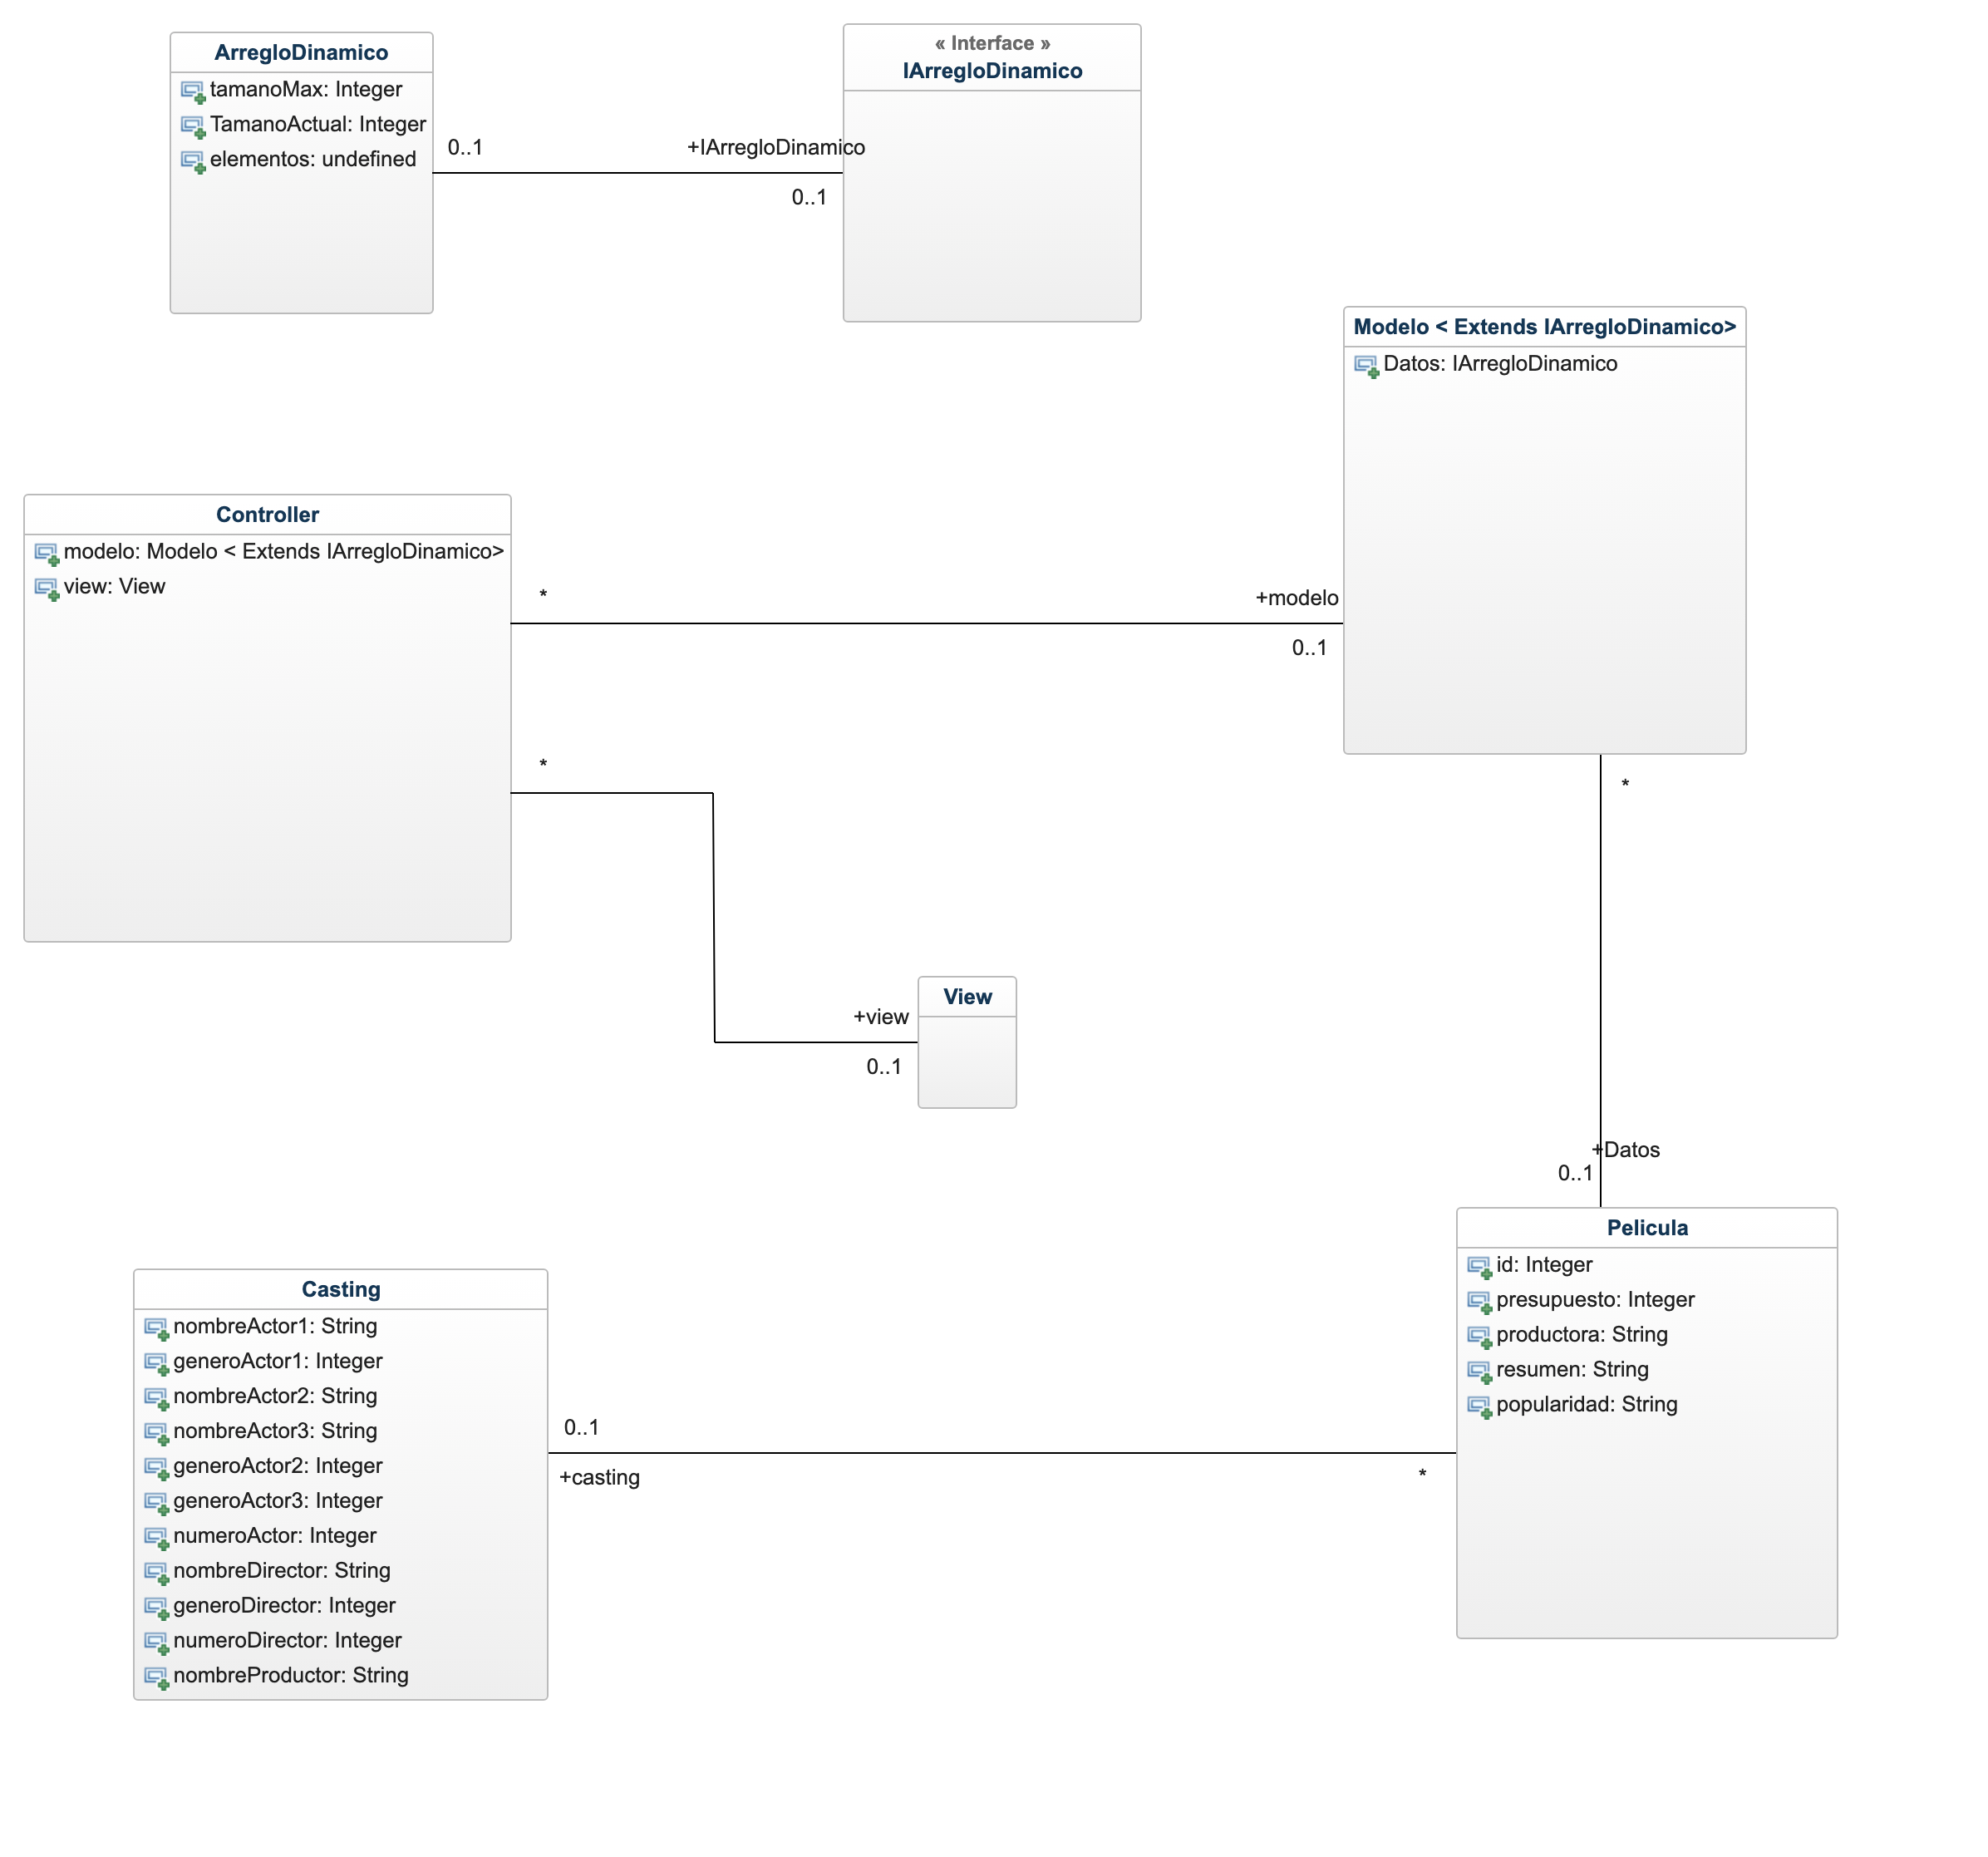 ArregloDinamico
tamanoMax: Integer
TamanoActual: Integer
elementos: undefined
0..1
+IArregloDinamico
0..1
« Interface »
IArregloDinamico
Modelo < Extends IArregloDinamico>
Datos: IArregloDinamico
Controller
modelo: Modelo < Extends IArregloDinamico>
view: View
*
+modelo
0..1
*
+view
0..1
View
*
+Datos
0..1
Pelicula
id: Integer
presupuesto: Integer
productora: String
resumen: String
popularidad: String
Casting
nombreActor1: String
generoActor1: Integer
nombreActor2: String
nombreActor3: String
generoActor2: Integer
generoActor3: Integer
numeroActor: Integer
nombreDirector: String
generoDirector: Integer
numeroDirector: Integer
nombreProductor: String
0..1
+casting
*